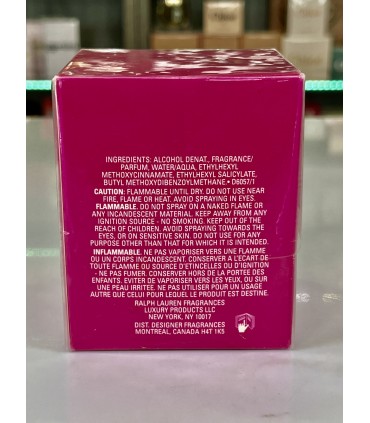 INGREDIENTS: ALCOHOL DENAT., FRAGRANCE/
PARFUM, WATER/AQUA, ETHYLHEXYL
METHOXYCINNAMATE, ETHYLHEXYL SALICYLATE,
BUTYL METHOXYDIBENZOYLMETHANE.• D6057/1
CAUTION: FLAMMABLE UNTIL DRY. DO NOT USE NEAR
FIRE, FLAME OR HEAT. AVOID SPRAYING IN EYES.
FLAMMABLE. DO NOT SPRAY ON A NAKED FLAME OR
ANY INCANDESCENT MATERIAL. KEEP AWAY FROM ANY
IGNITION SOURCE - NO SMOKING. KEEP OUT OF THE
REACH OF CHILDREN. AVOID SPRAYING TOWARDS THE
EYES, OR ON SENSITIVE SKIN. DO NOT USE FOR ANY
PURPOSE OTHER THAN THAT FOR WHICH IT IS INTENDED.
INFLAMMABLE. NE PAS VAPORISER VERS UNE FLAMME
OU UN CORPS INCANDESCENT. CONSERVER A L'ECART DE
TOUTE FLAMME OU SOURCE D'ETINCELLES OU D'IGNITION
- NE PAS FUMER. CONSERVER HORS DE LA PORTEE DES
ENFANTS. EVITER DE VAPORISER VERS LES YEUX, OU SUR
UNE PEAU IRRITEE. NE PAS UTILISER POUR UN USAGE
AUTRE QUE CELUI POUR LEQUEL LE PRODUIT EST DESTINE.
RALPH LAUREN FRAGRANCES
LUXURY PRODUCTS LLC
NEW YORK, NY 10017
DIST. DESIGNER FRAGRANCES
MONTREAL, CANADA H4T 1K5